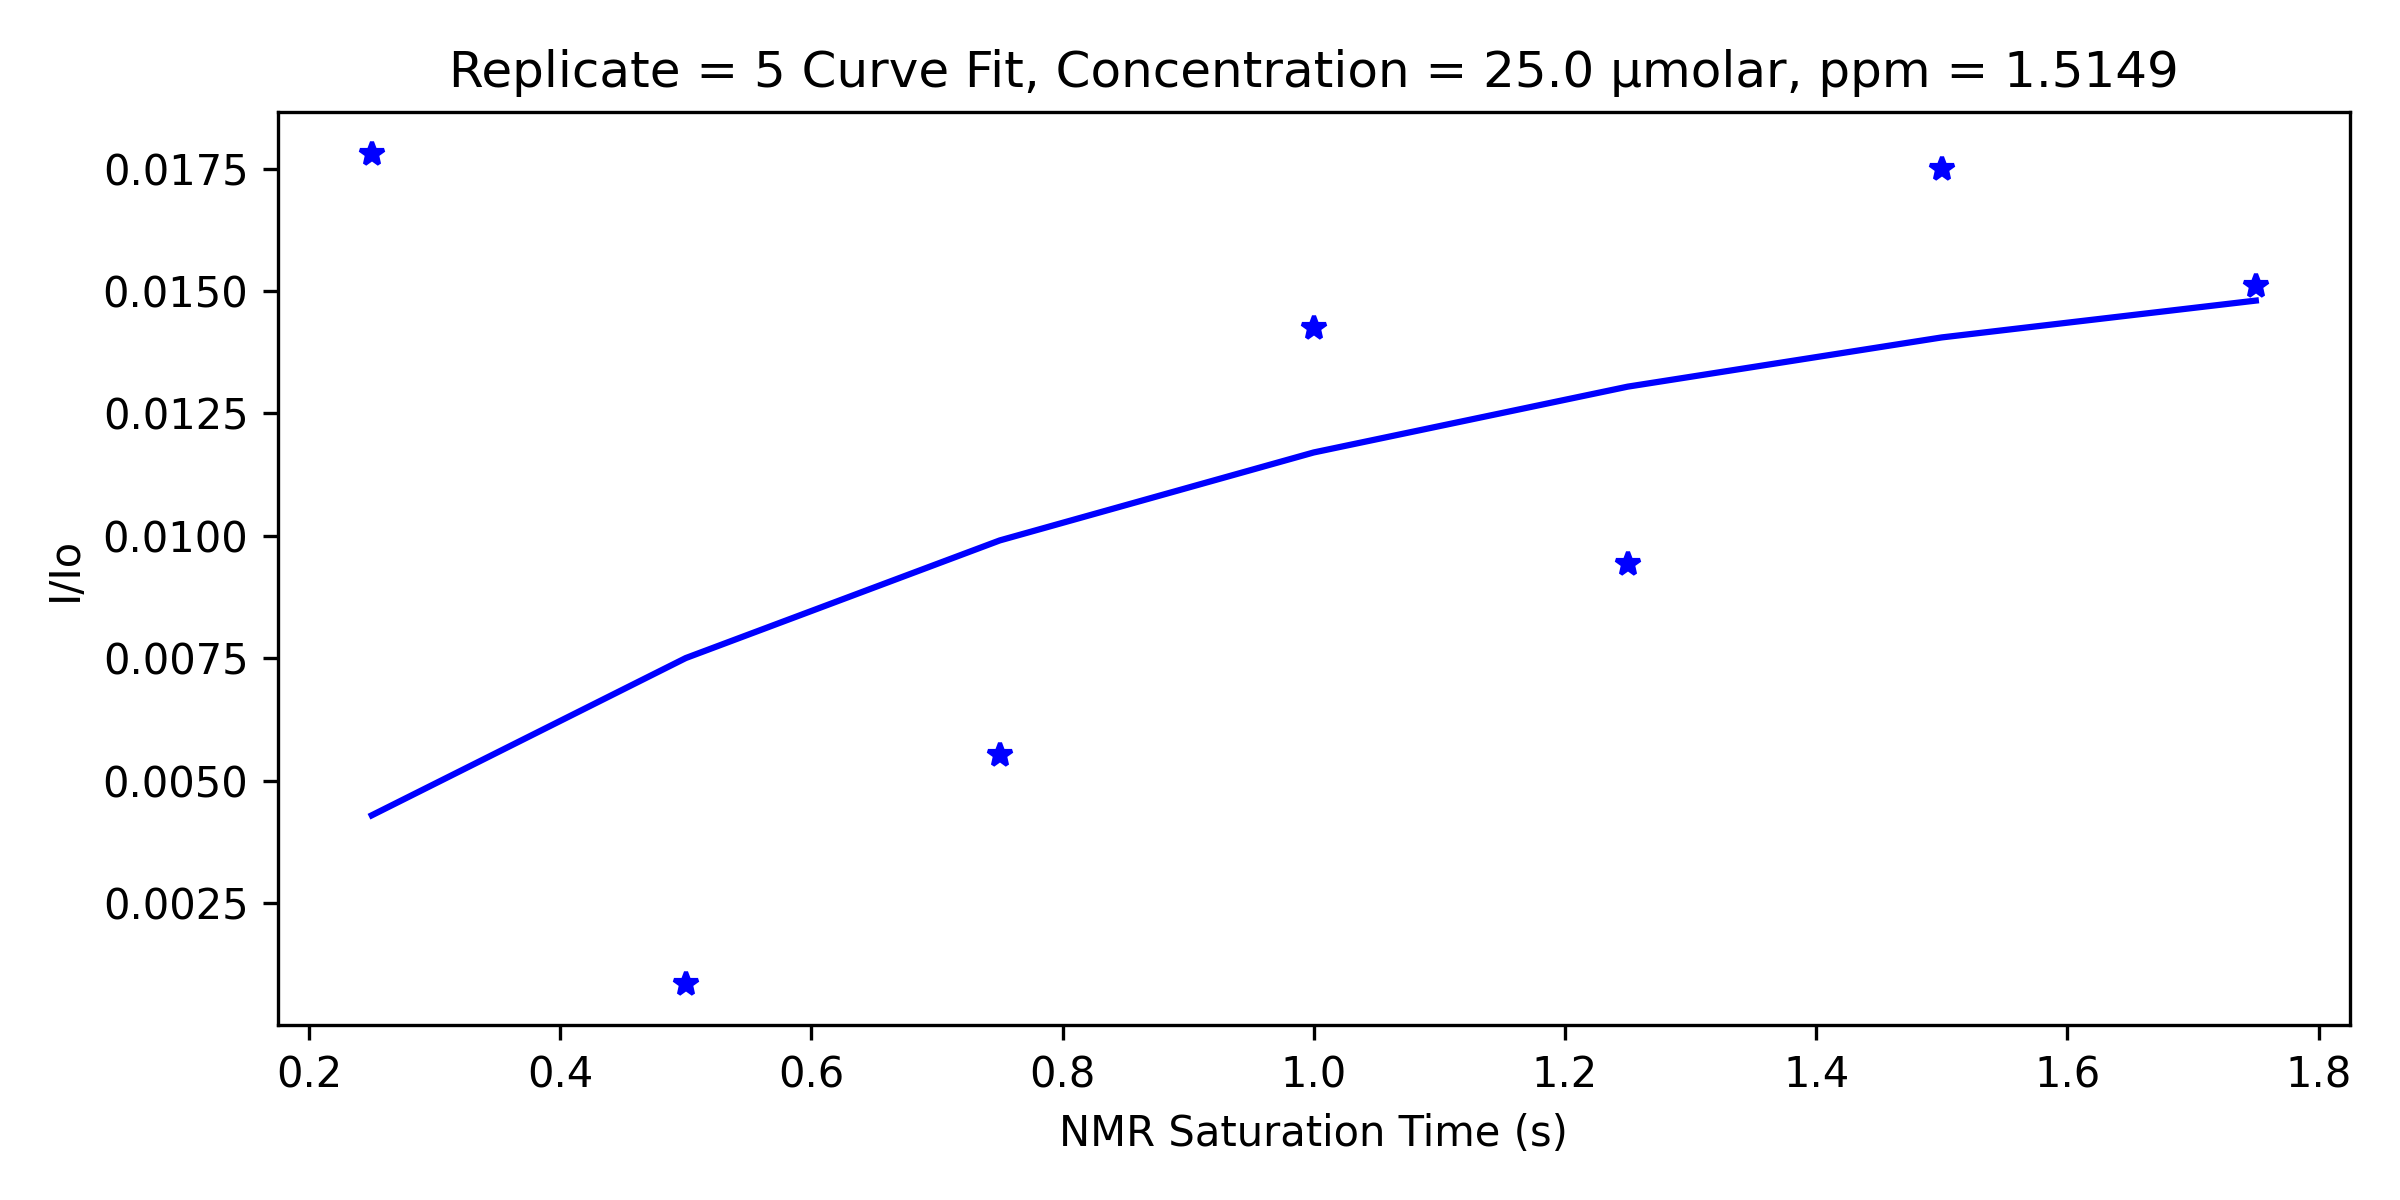 Replicate = 5 Curve Fit, Concentration = 25.0 µmolar, ppm = 1.5149
0.0175
0.0150
0.0125
0.0100
0.0075
0.0050
0.0025
I/Io
0.2 0.4 0.6 0.8 1.0 1.2 1.4 1.6 1.8
NMR Saturation Time (s)